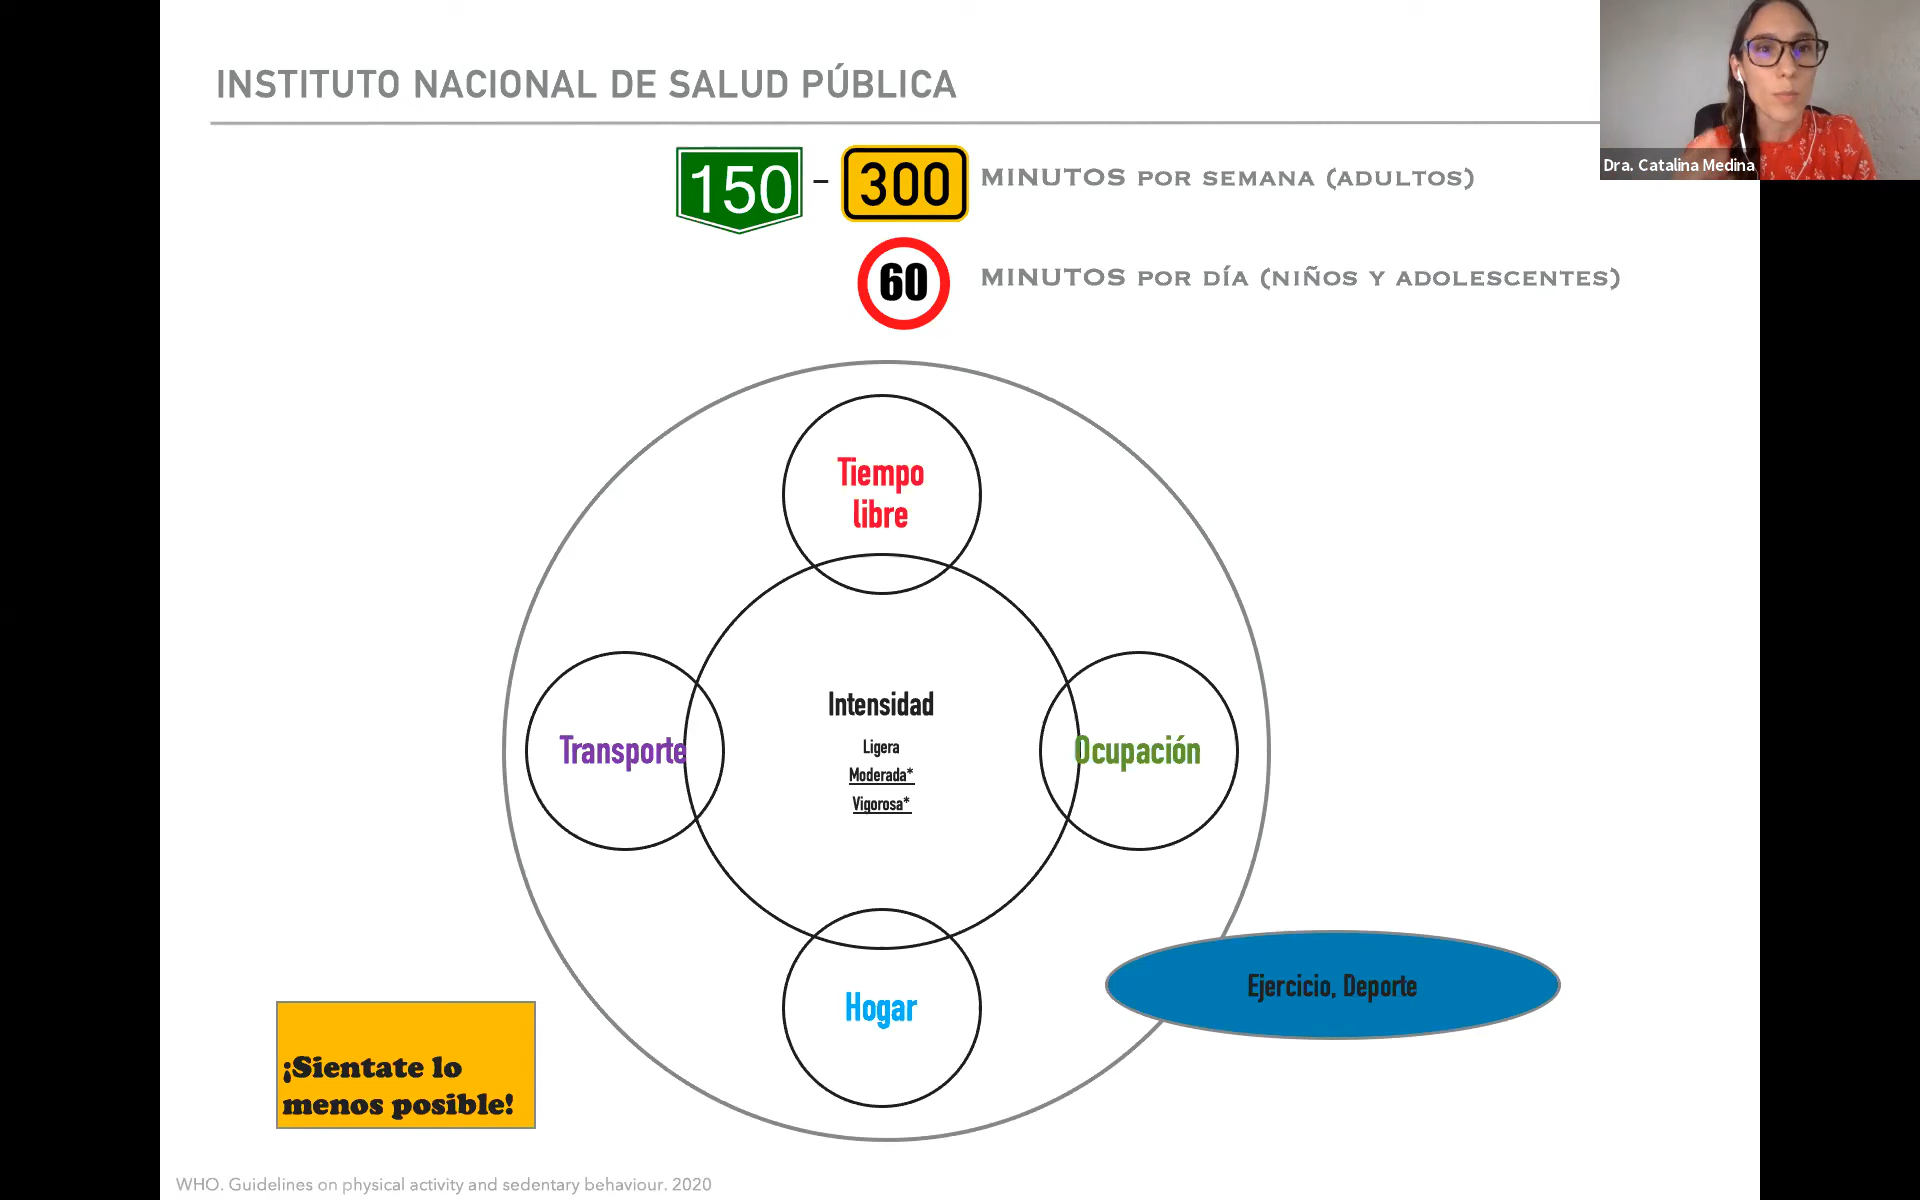 INSTITUTO NACIONAL DE SALUD PÚBLICA
Dra. Catalina Medina
150 - 300 MINUTOS POR SEMANA (ADULTOS)
60 MINUTOS POR DÍA (NIÑOS Y ADOLESCENTES)
Tiempo
libre
Intensidad
Ligera
Moderada*
Vigorosa*
Transporte
Ocupación
Hogar
Ejercicio, Deporte
¡Sientate lo
menos posible!
WHO. Guidelines on physical activity and sedentary behaviour. 2020